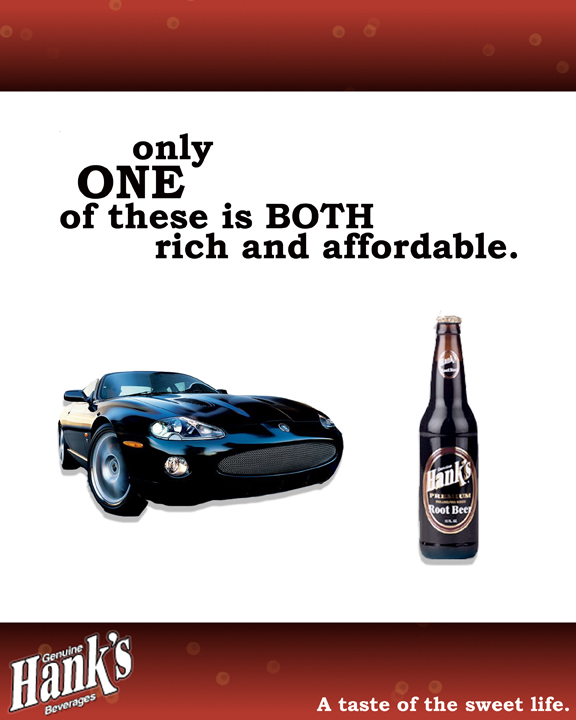 only
ONE
of these is BOTH
rich and affordable.
Hank's
PREMIUM
Root Beer
Genuine
Hank's
Beverages
A taste of the sweet life.